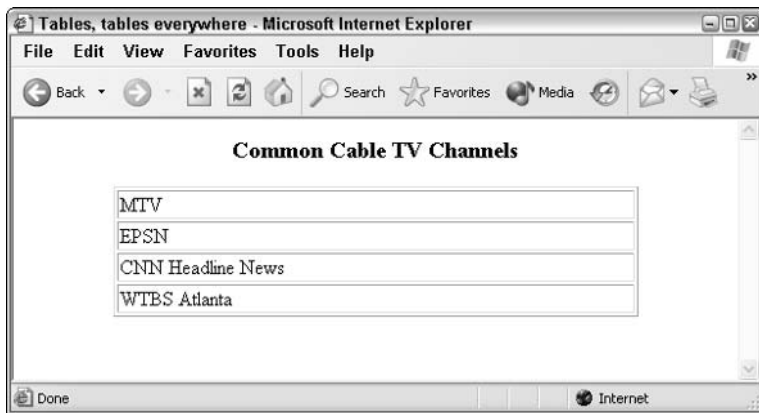 Tables, tables everywhere - Microsoft Internet Explorer
File Edit View Favorites Tools Help
Back Search Favorites Media »
Common Cable TV Channels
MTV
EPSN
CNN Headline News
WTBS Atlanta
Done Internet